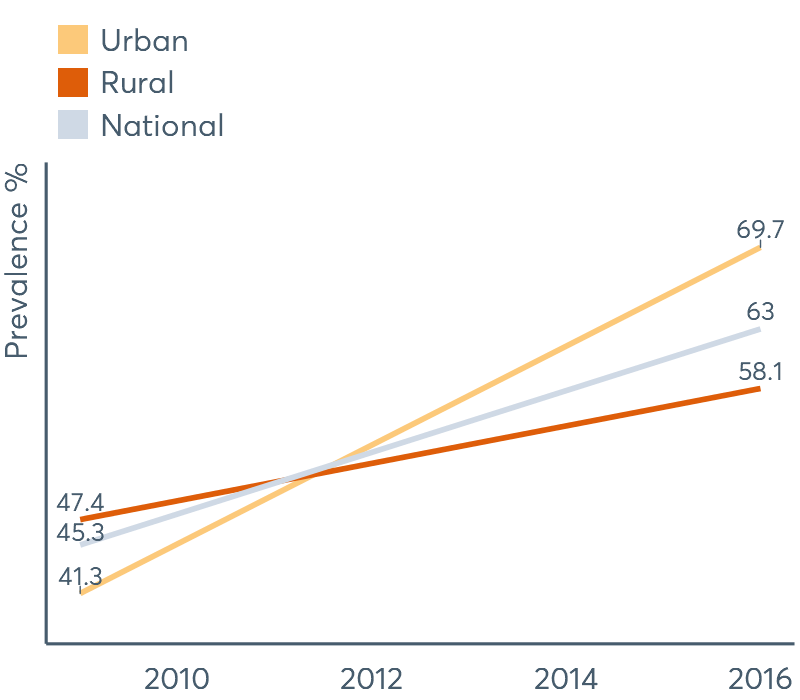 Urban
Rural
National
Prevalence %
69.7
63
58.1
47.4
45.3
41.3
2010 2012 2014 2016